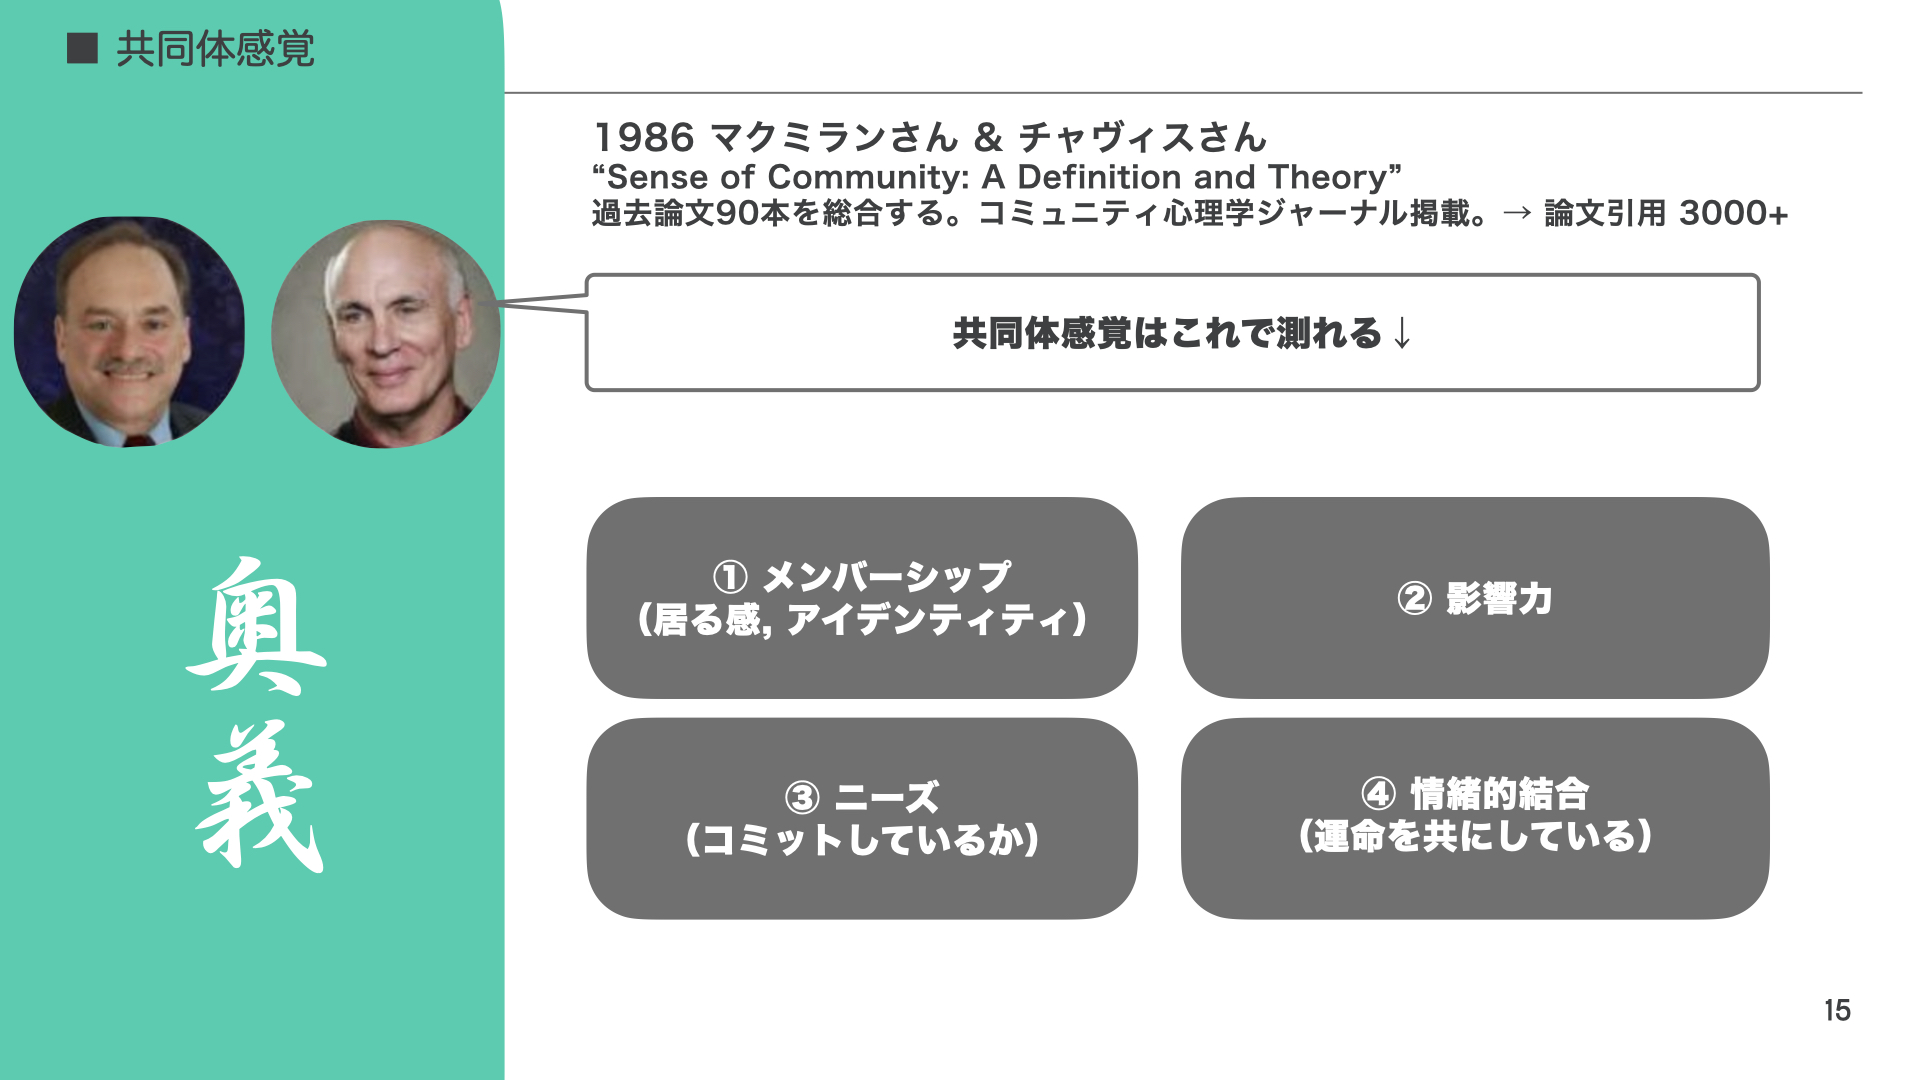 ■ 共同体感覚
1986 マクミランさん & チャヴィスさん
“Sense of Community: A Definition and Theory”
過去論文90本を総合する。コミュニティ心理学ジャーナル掲載。→ 論文引用 3000+
共同体感覚はこれで測れる↓
奥
義
① メンバーシップ
（居る感, アイデンティティ）
② 影響力
③ ニーズ
（コミットしているか）
④ 情緒的結合
（運命を共にしている）
15